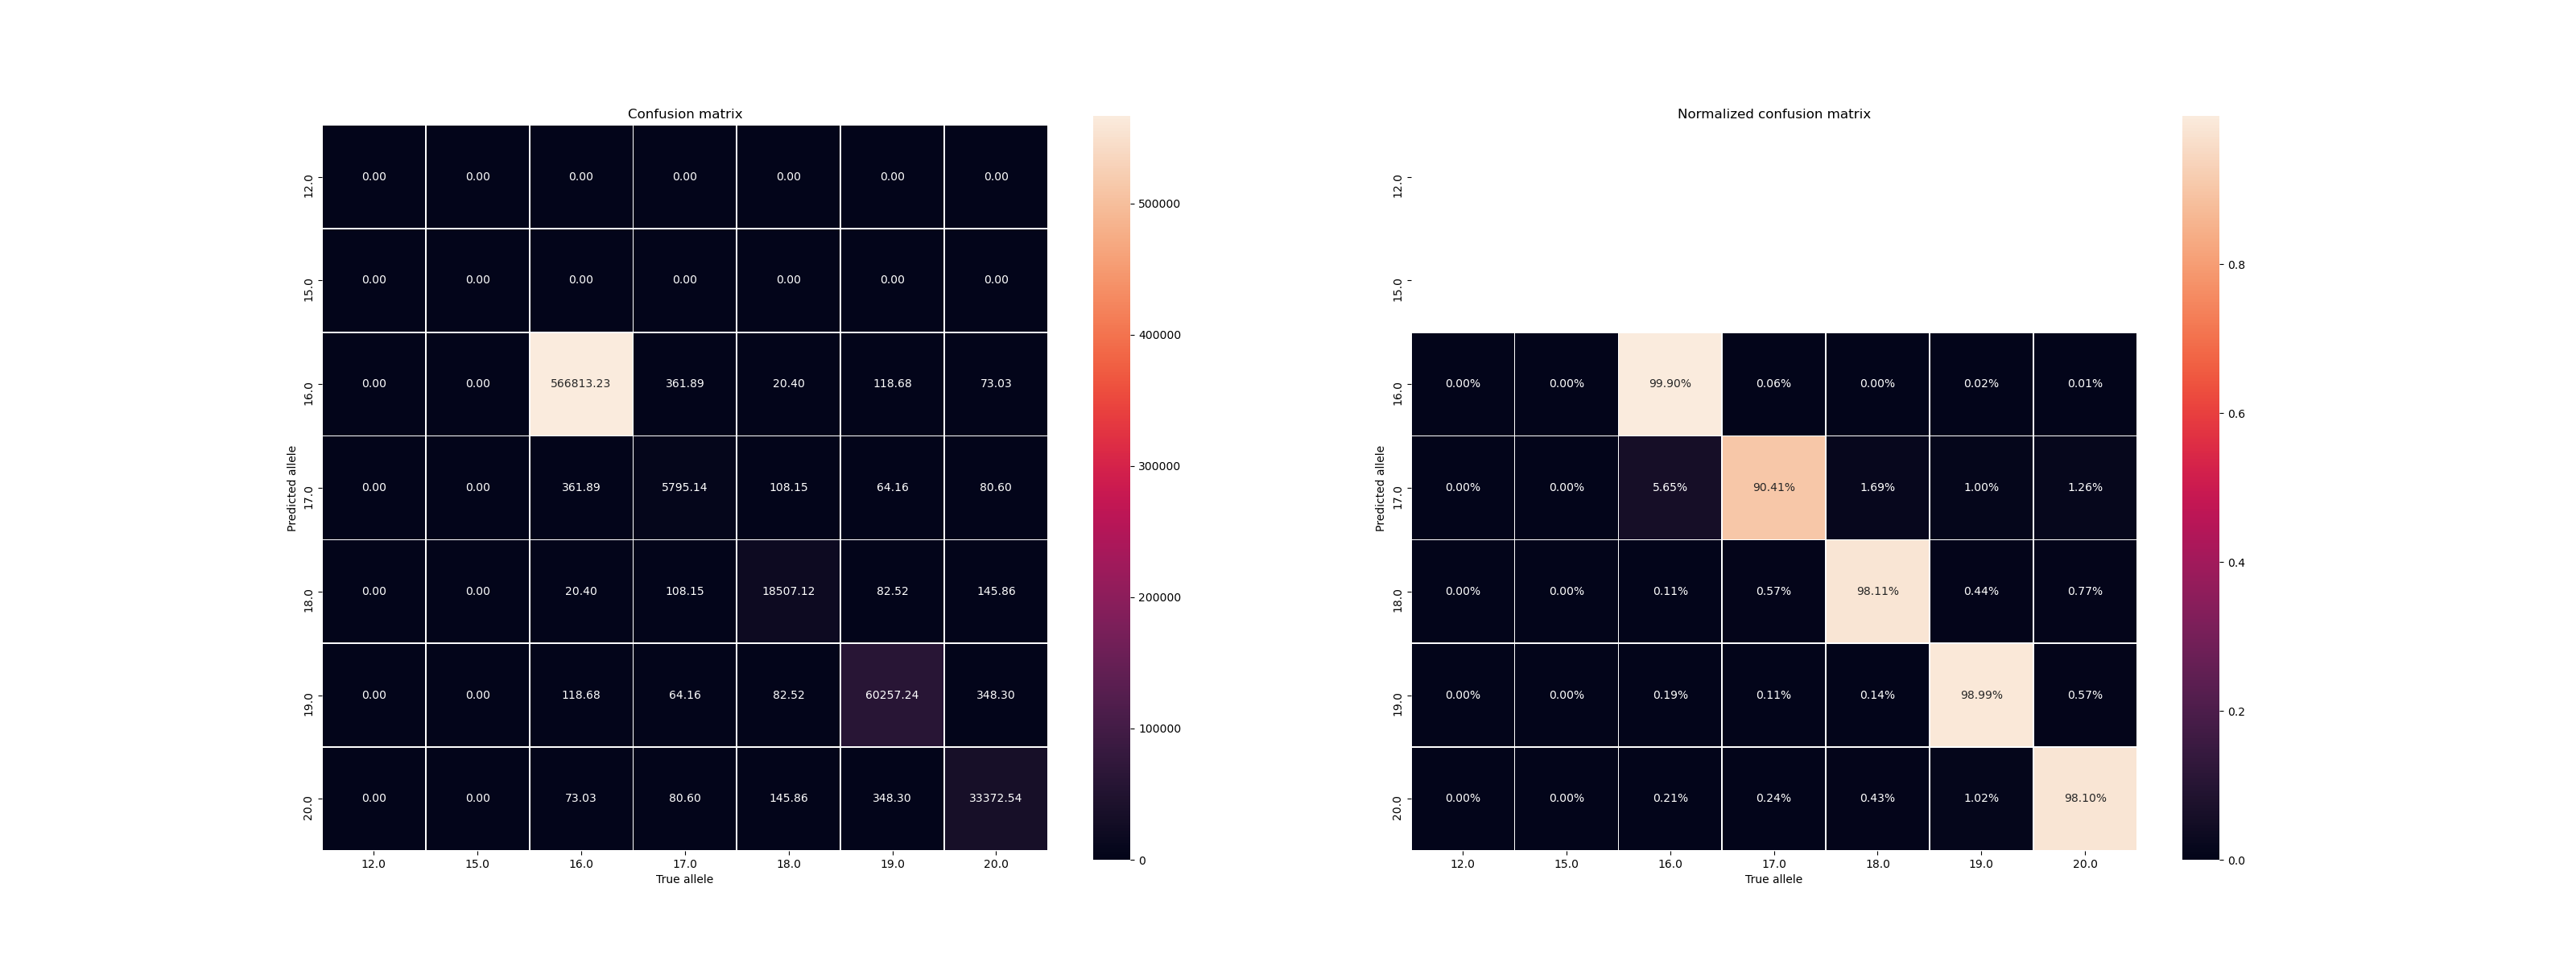 Confusion matrix
12.0 0.00 0.00 0.00 0.00 0.00 0.00 0.00
15.0 0.00 0.00 0.00 0.00 0.00 0.00 0.00
16.0 0.00 0.00 566813.23 361.89 20.40 118.68 73.03
17.0 0.00 0.00 361.89 5795.14 108.15 64.16 80.60
18.0 0.00 0.00 20.40 108.15 18507.12 82.52 145.86
19.0 0.00 0.00 118.68 64.16 82.52 60257.24 348.30
20.0 0.00 0.00 73.03 80.60 145.86 348.30 33372.54
12.0 15.0 16.0 17.0 18.0 19.0 20.0
True allele
Predicted allele
500000
400000
300000
200000
100000
0
Normalized confusion matrix
12.0
15.0
16.0 0.00% 0.00% 99.90% 0.06% 0.00% 0.02% 0.01%
17.0 0.00% 0.00% 5.65% 90.41% 1.69% 1.00% 1.26%
18.0 0.00% 0.00% 0.11% 0.57% 98.11% 0.44% 0.77%
19.0 0.00% 0.00% 0.19% 0.11% 0.14% 98.99% 0.57%
20.0 0.00% 0.00% 0.21% 0.24% 0.43% 1.02% 98.10%
12.0 15.0 16.0 17.0 18.0 19.0 20.0
True allele
Predicted allele
0.8
0.6
0.4
0.2
0.0